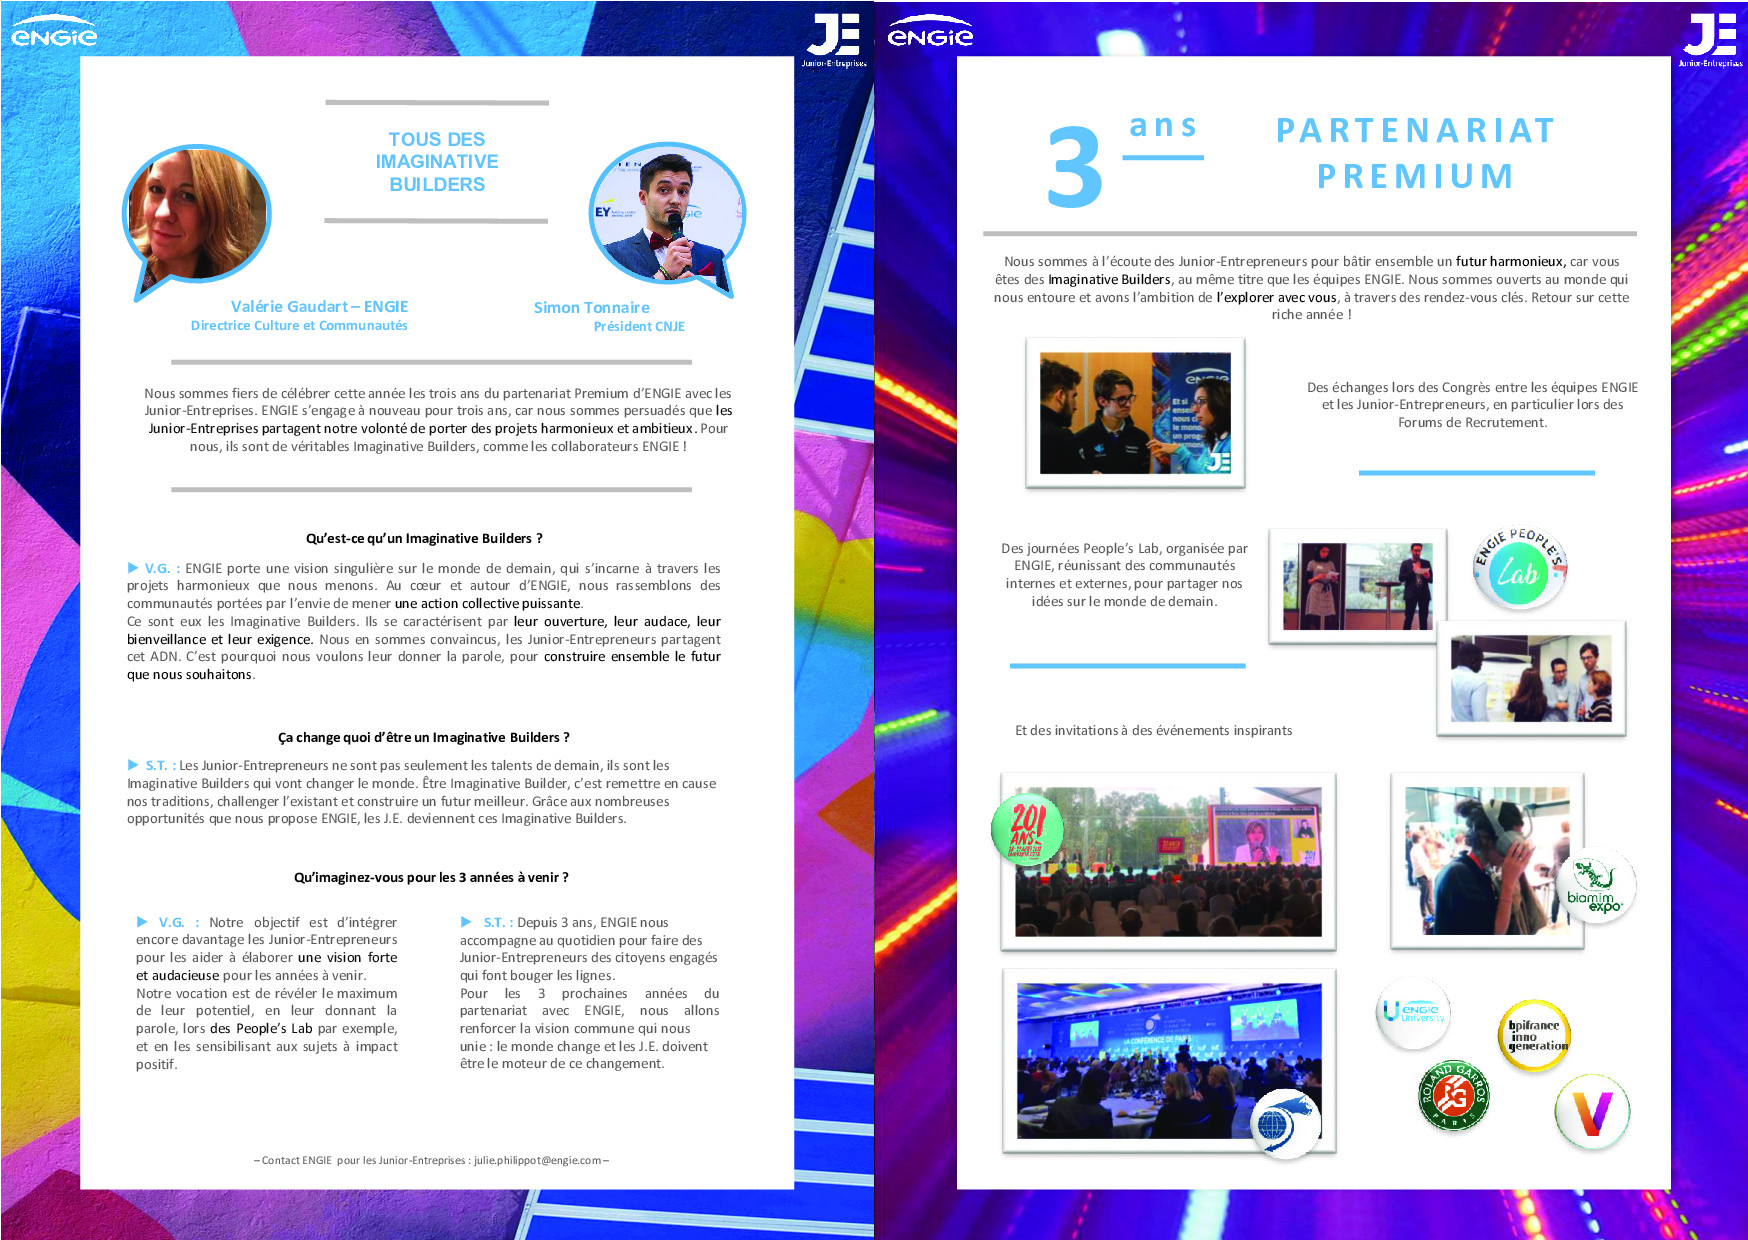 ENGIE
JE
Junior-Entreprises
TOUS DES
IMAGINATIVE
BUILDERS
EY
Valérie Gaudart – ENGIE
Directrice Culture et Communautés
Simon Tonnaire
Président CNJE
Nous sommes fiers de célébrer cette année les trois ans du partenariat Premium d’ENGIE avec les
Junior-Entreprises. ENGIE s’engage à nouveau pour trois ans, car nous sommes persuadés que les
Junior-Entreprises partagent notre volonté de porter des projets harmonieux et ambitieux. Pour
nous, ils sont de véritables Imaginative Builders, comme les collaborateurs ENGIE !
Qu’est-ce qu’un Imaginative Builders ?
V.G. : ENGIE porte une vision singulière sur le monde de demain, qui s’incarne à travers les
projets harmonieux que nous menons. Au cœur et autour d’ENGIE, nous rassemblons des
communautés portées par l’envie de mener une action collective puissante.
Ce sont eux les Imaginative Builders. Ils se caractérisent par leur ouverture, leur audace, leur
bienveillance et leur exigence. Nous en sommes convaincus, les Junior-Entrepreneurs partagent
cet ADN. C’est pourquoi nous voulons leur donner la parole, pour construire ensemble le futur
que nous souhaitons.
Ça change quoi d’être un Imaginative Builders ?
S.T. : Les Junior-Entrepreneurs ne sont pas seulement les talents de demain, ils sont les
Imaginative Builders qui vont changer le monde. Être Imaginative Builder, c’est remettre en cause
nos traditions, challenger l’existant et construire un futur meilleur. Grâce aux nombreuses
opportunités que nous propose ENGIE, les J.E. deviennent ces Imaginative Builders.
Qu’imaginez-vous pour les 3 années à venir ?
V.G. : Notre objectif est d’intégrer
encore davantage les Junior-Entrepreneurs
pour les aider à élaborer une vision forte
et audacieuse pour les années à venir.
Notre vocation est de révéler le maximum
de leur potentiel, en leur donnant la
parole, lors des People’s Lab par exemple,
et en les sensibilisant aux sujets à impact
positif.
S.T. : Depuis 3 ans, ENGIE nous
accompagne au quotidien pour faire des
Junior-Entrepreneurs des citoyens engagés
qui font bouger les lignes.
Pour les 3 prochaines années du
partenariat avec ENGIE, nous allons
renforcer la vision commune qui nous
unie : le monde change et les J.E. doivent
être le moteur de ce changement.
– Contact ENGIE pour les Junior-Entreprises : julie.philippot@engie.com –
ENGIE
JE
Junior-Entreprises
3 ans
PARTENARIAT
PREMIUM
Nous sommes à l’écoute des Junior-Entrepreneurs pour bâtir ensemble un futur harmonieux, car vous
êtes des Imaginative Builders, au même titre que les équipes ENGIE. Nous sommes ouverts au monde qui
nous entoure et avons l’ambition de l’explorer avec vous, à travers des rendez-vous clés. Retour sur cette
riche année !
ENGIE
Et si
JE
Des échanges lors des Congrès entre les équipes ENGIE
et les Junior-Entrepreneurs, en particulier lors des
Forums de Recrutement.
Des journées People’s Lab, organisée par
ENGIE, réunissant des communautés
internes et externes, pour partager nos
idées sur le monde de demain.
ENGIE PEOPLE'S
Lab
Et des invitations à des événements inspirants
20 ANS
biomim
expo
LA CONFÉRENCE DE PARIS
ENGIE
University
bpifrance
inno
generation
ROLAND GARROS
RG
PARIS
V